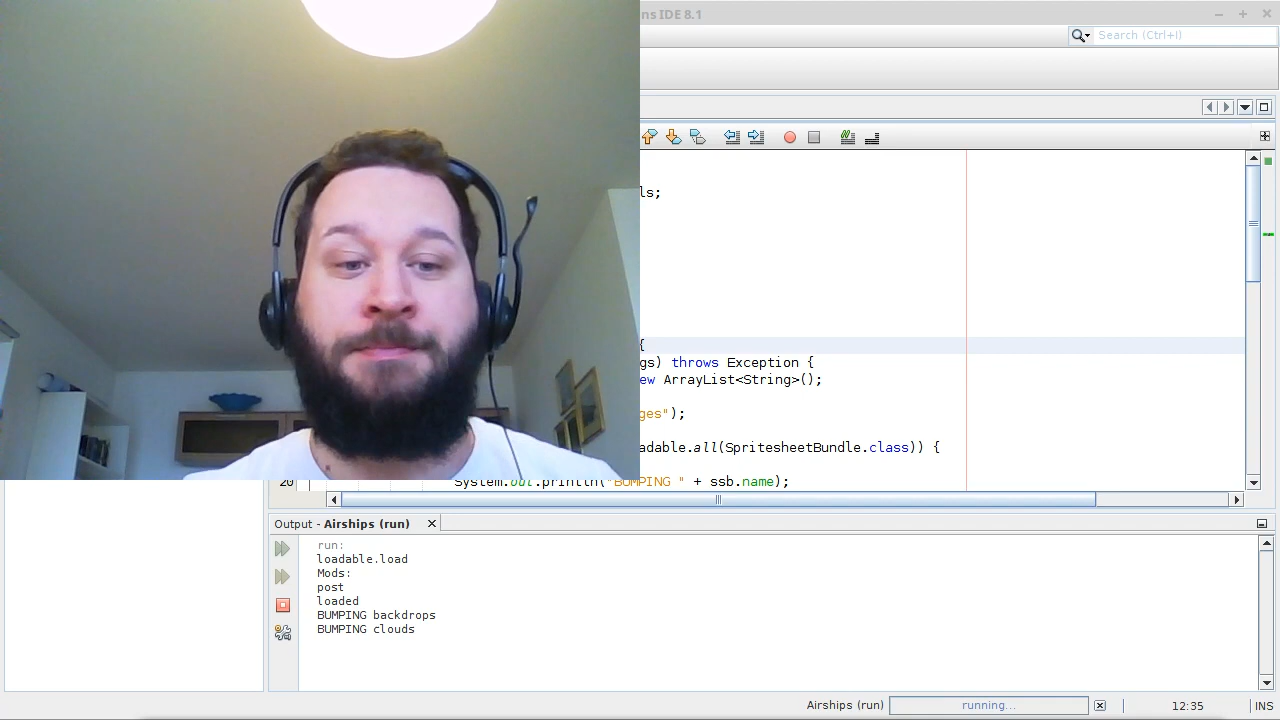 ns IDE 8.1
Search (Ctrl+I)
ls;
{
gs) throws Exception {
ew ArrayList<String>();
ges");
adable.all(SpritesheetBundle.class)) {
20 System.out.println("BUMPING " + ssb.name);
Output - Airships (run)
run:
loadable.load
Mods:
post
loaded
BUMPING backdrops
BUMPING clouds
Airships (run) running... 12:35 INS